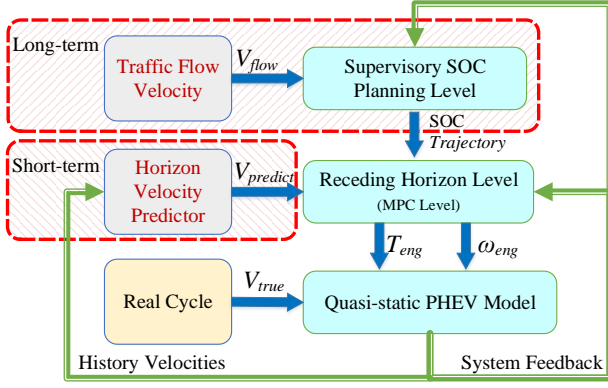 Long-term
Traffic Flow
Velocity
V_flow
Supervisory SOC
Planning Level
SOC
Trajectory
Short-term
Horizon
Velocity
Predictor
V_predict
Receding Horizon Level
(MPC Level)
T_eng
ω_eng
Real Cycle
V_true
Quasi-static PHEV Model
History Velocities
System Feedback